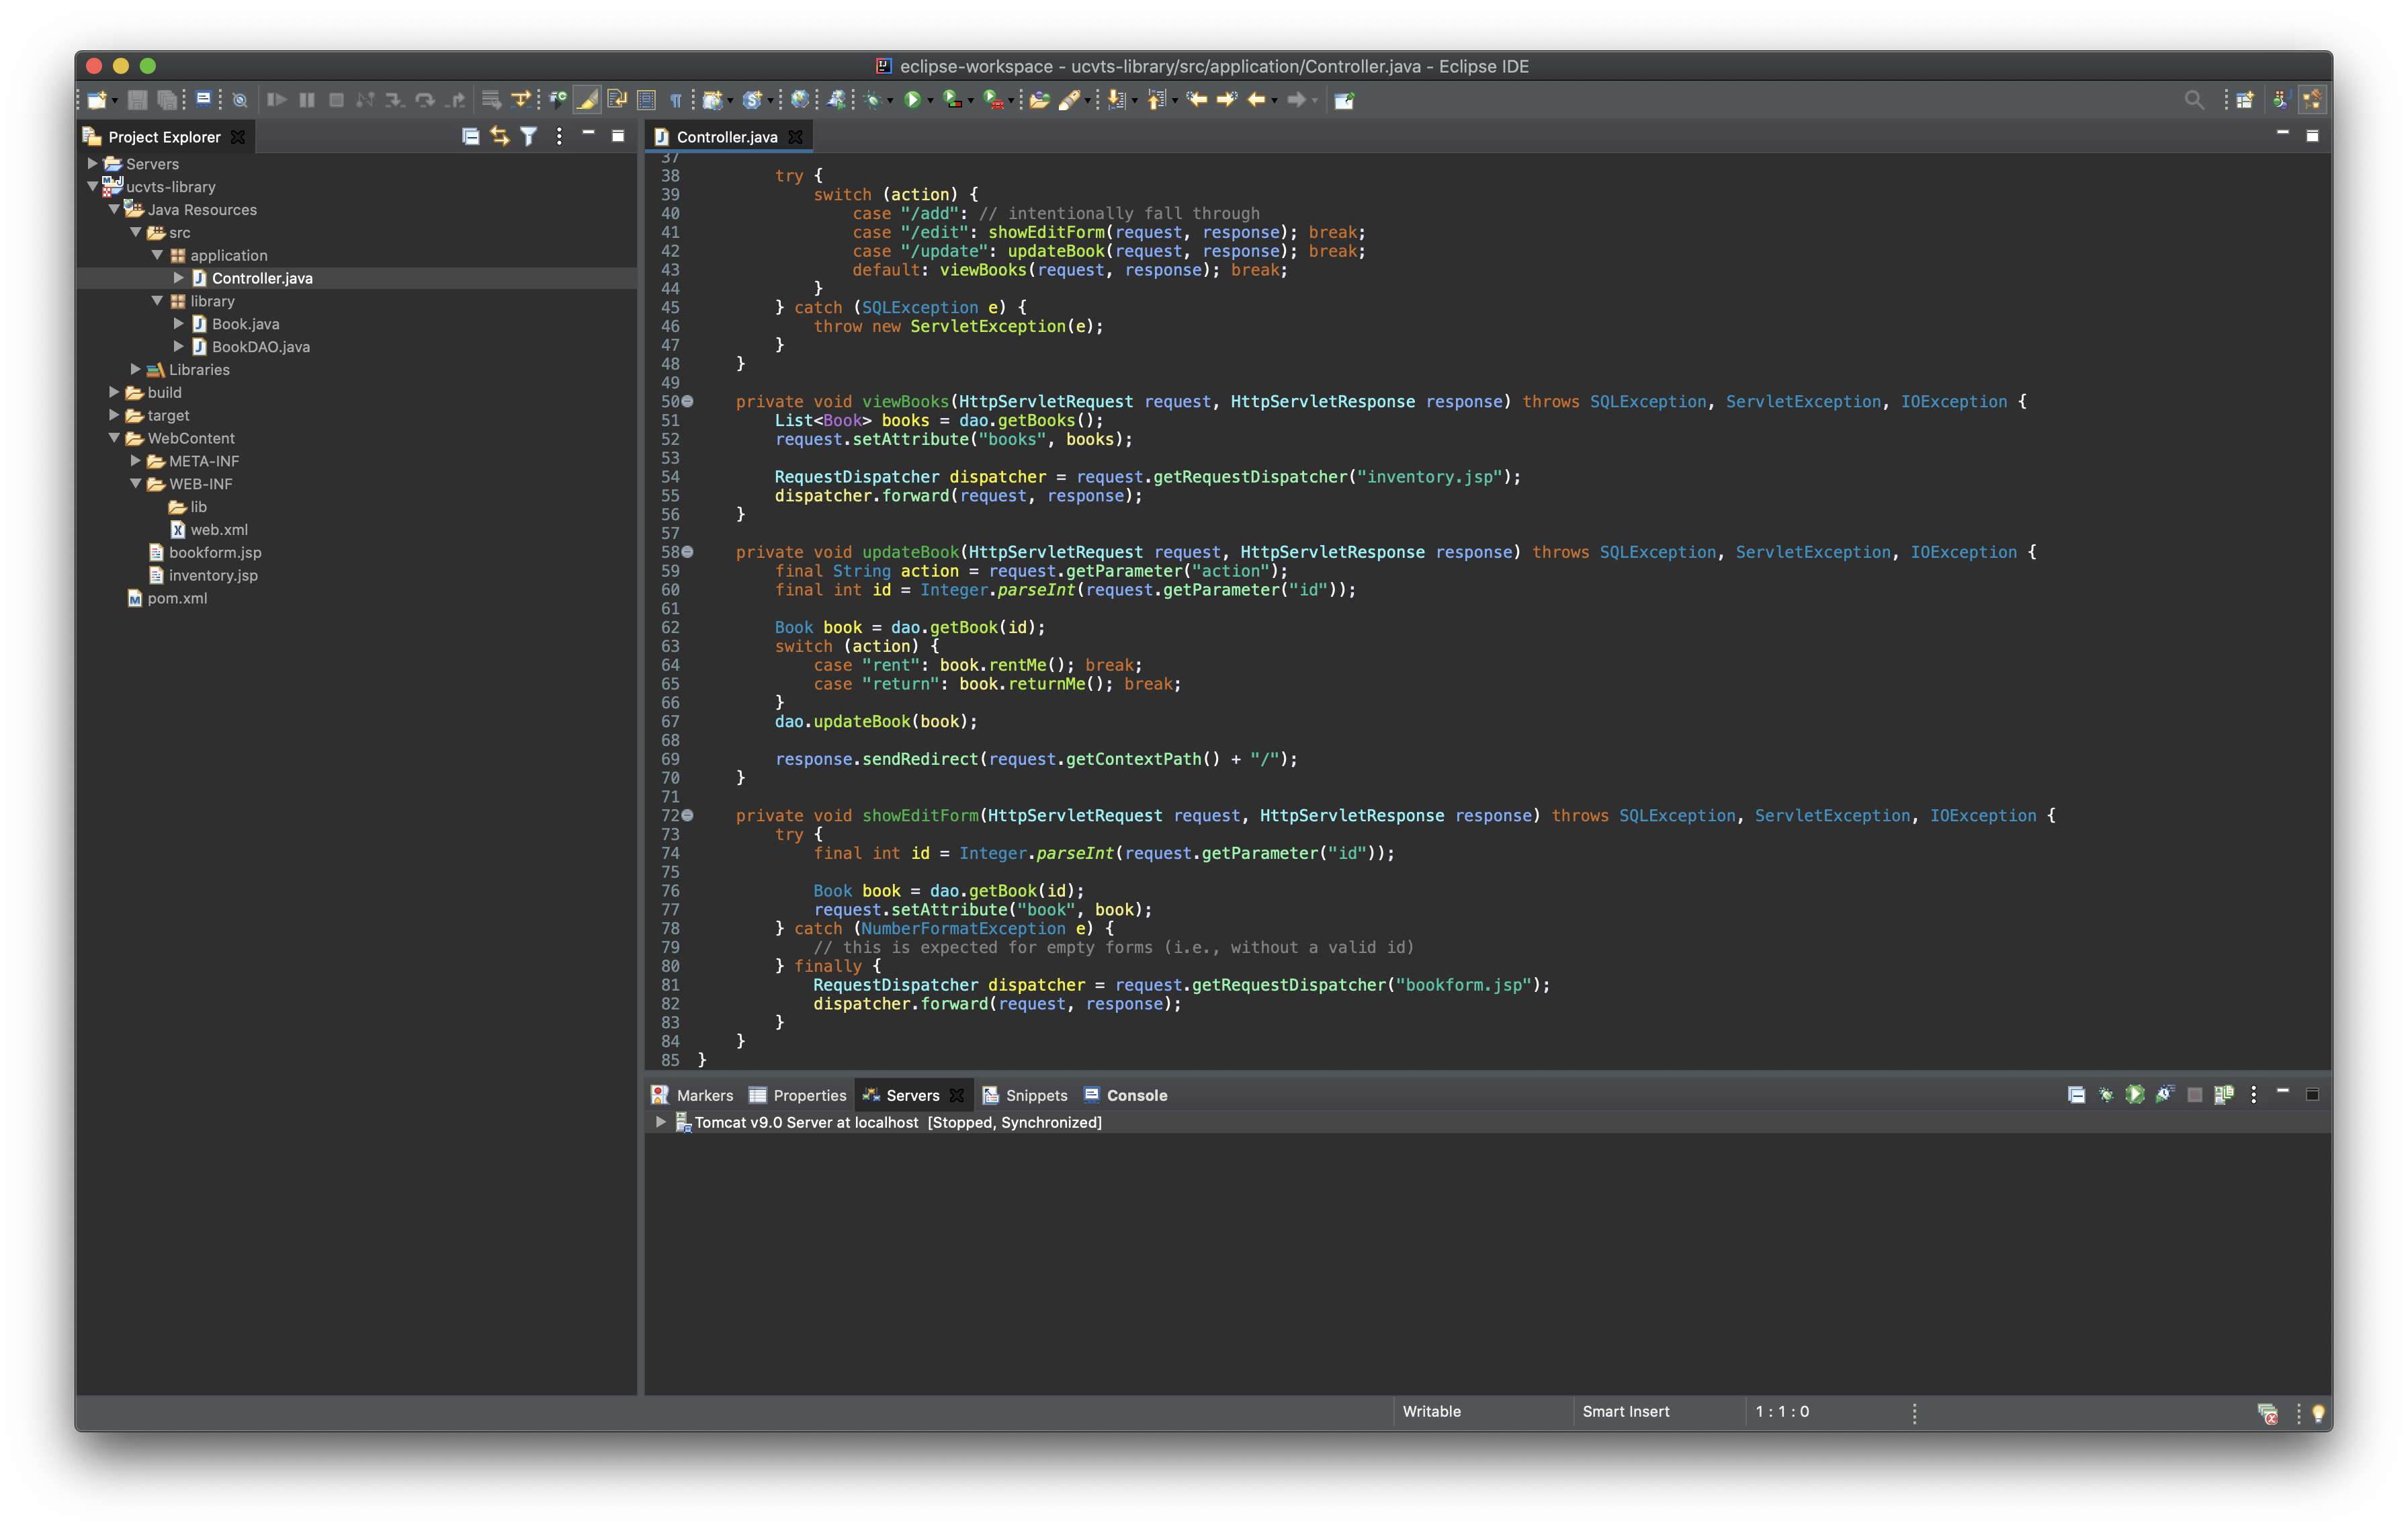 eclipse-workspace - ucvts-library/src/application/Controller.java - Eclipse IDE
Project Explorer
Servers
ucvts-library
Java Resources
src
application
Controller.java
library
Book.java
BookDAO.java
Libraries
build
target
WebContent
META-INF
WEB-INF
lib
web.xml
bookform.jsp
inventory.jsp
pom.xml
Controller.java
37
38 try {
39 switch (action) {
40 case "/add": // intentionally fall through
41 case "/edit": showEditForm(request, response); break;
42 case "/update": updateBook(request, response); break;
43 default: viewBooks(request, response); break;
44 }
45 } catch (SQLException e) {
46 throw new ServletException(e);
47 }
48 }
49
50 private void viewBooks(HttpServletRequest request, HttpServletResponse response) throws SQLException, ServletException, IOException {
51 List<Book> books = dao.getBooks();
52 request.setAttribute("books", books);
53
54 RequestDispatcher dispatcher = request.getRequestDispatcher("inventory.jsp");
55 dispatcher.forward(request, response);
56 }
57
58 private void updateBook(HttpServletRequest request, HttpServletResponse response) throws SQLException, ServletException, IOException {
59 final String action = request.getParameter("action");
60 final int id = Integer.parseInt(request.getParameter("id"));
61
62 Book book = dao.getBook(id);
63 switch (action) {
64 case "rent": book.rentMe(); break;
65 case "return": book.returnMe(); break;
66 }
67 dao.updateBook(book);
68
69 response.sendRedirect(request.getContextPath() + "/");
70 }
71
72 private void showEditForm(HttpServletRequest request, HttpServletResponse response) throws SQLException, ServletException, IOException {
73 try {
74 final int id = Integer.parseInt(request.getParameter("id"));
75
76 Book book = dao.getBook(id);
77 request.setAttribute("book", book);
78 } catch (NumberFormatException e) {
79 // this is expected for empty forms (i.e., without a valid id)
80 } finally {
81 RequestDispatcher dispatcher = request.getRequestDispatcher("bookform.jsp");
82 dispatcher.forward(request, response);
83 }
84 }
85 }
Markers Properties Servers Snippets Console
Tomcat v9.0 Server at localhost [Stopped, Synchronized]
Writable Smart Insert 1 : 1 : 0